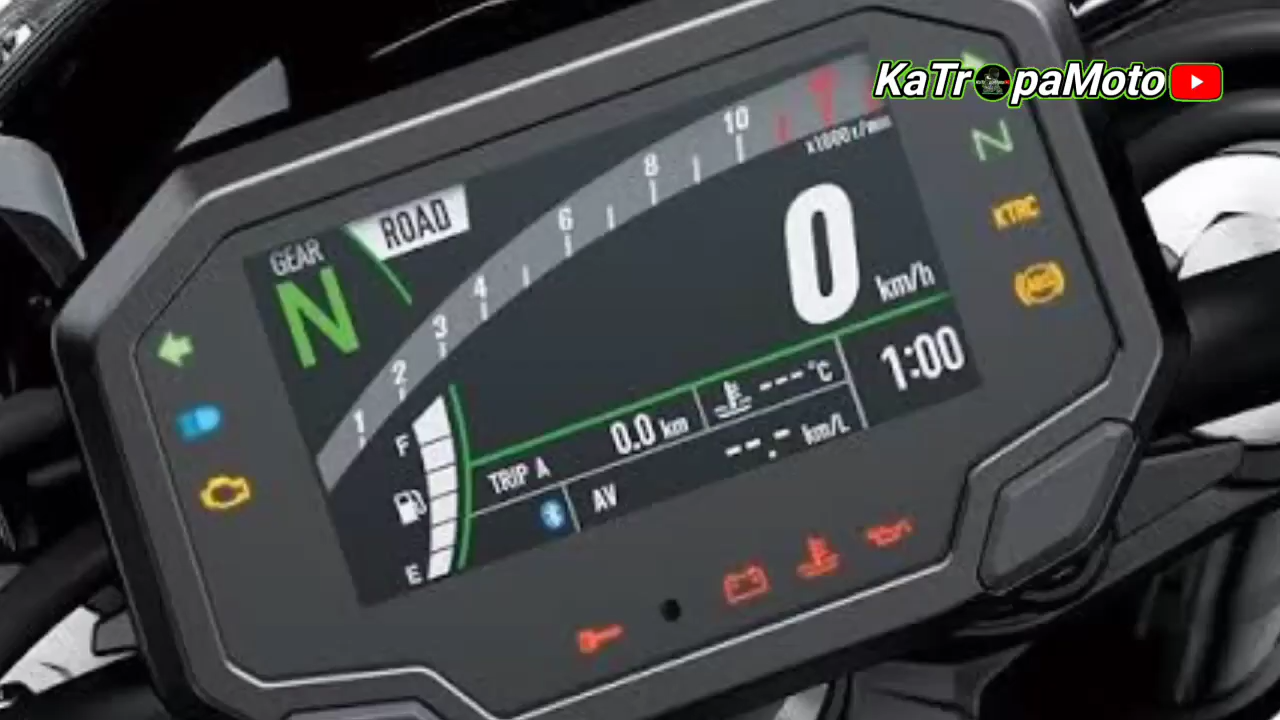 KaTropaMoto
10
x1000 r/min
8
6
4
3
2
1
ROAD
GEAR
N
0
km/h
N
KTRC
ABS
1:00
F
E
TRIP A
0.0 km
---°C
AV
--.- km/L